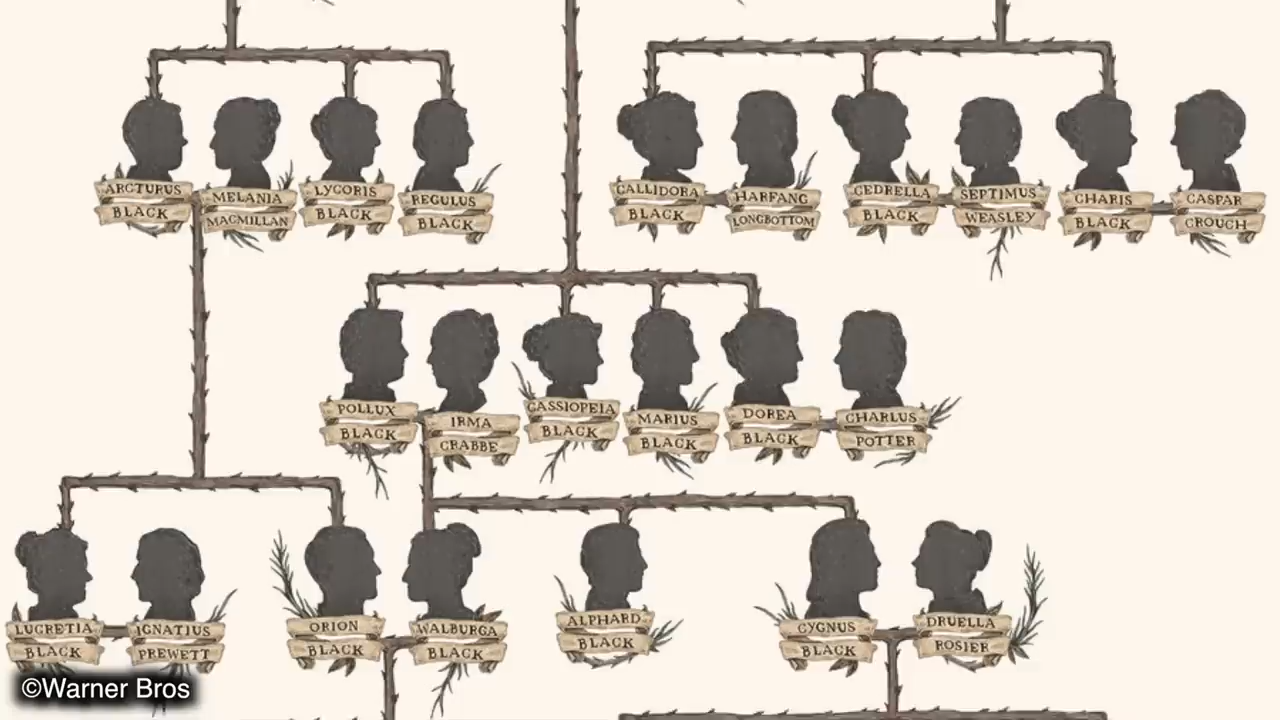 ARCTURUS
BLACK
MELANIA
MACMILLAN
LYCORIS
BLACK
REGULUS
BLACK
CALLIDORA
BLACK
HARFANG
LONGBOTTOM
CEDRELLA
BLACK
SEPTIMUS
WEASLEY
CHARIS
BLACK
CASPAR
CROUCH
POLLUX
BLACK
IRMA
CRABBE
CASSIOPEIA
BLACK
MARIUS
BLACK
DOREA
BLACK
CHARLUS
POTTER
LUCRETIA
BLACK
IGNATIUS
PREWETT
ORION
BLACK
WALBURGA
BLACK
ALPHARD
BLACK
CYGNUS
BLACK
DRUELLA
ROSIER
©Warner Bros